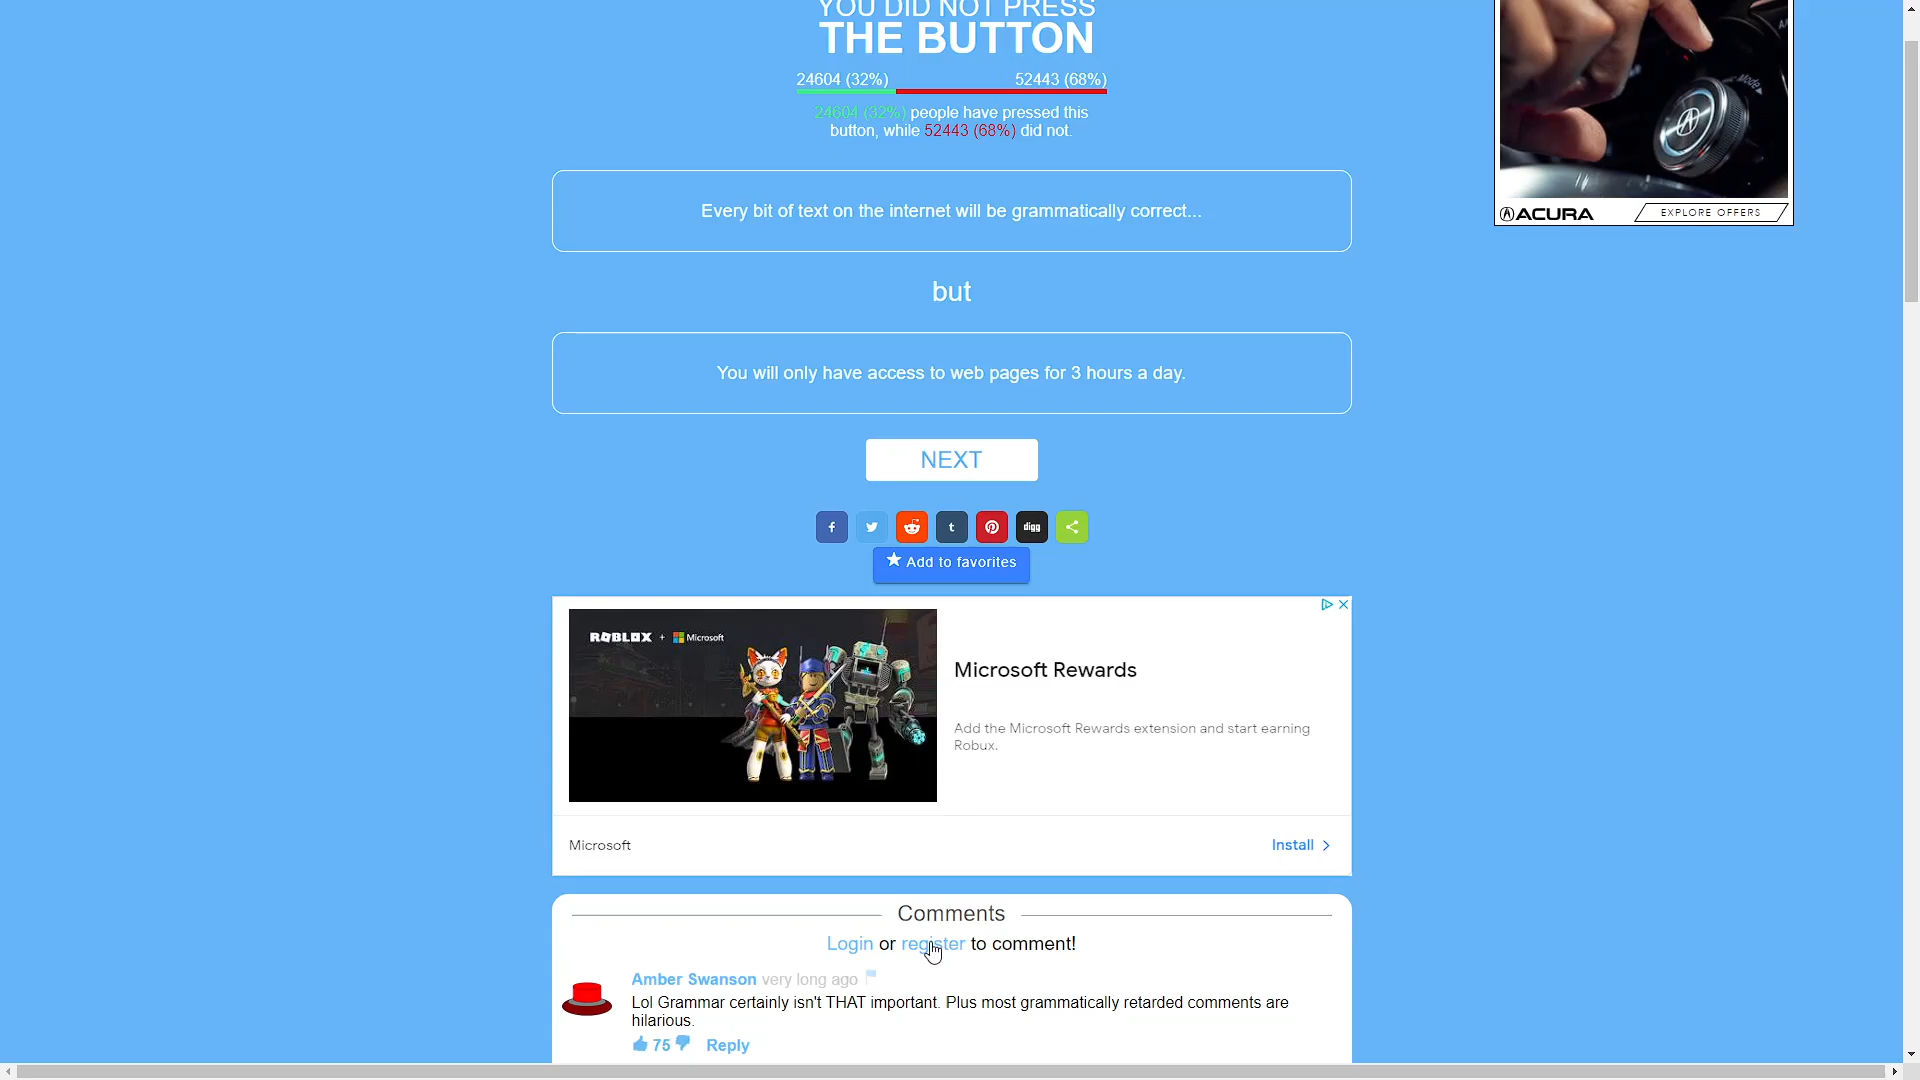 YOU DID NOT PRESS
THE BUTTON
24604 (32%) 52443 (68%)
24604 (32%) people have pressed this
button, while 52443 (68%) did not.
Every bit of text on the internet will be grammatically correct...
but
You will only have access to web pages for 3 hours a day.
NEXT
f
t
digg
Add to favorites
ROBLOX + Microsoft
Microsoft Rewards
Add the Microsoft Rewards extension and start earning
Robux.
Microsoft
Install
Comments
Login or register to comment!
Amber Swanson very long ago
Lol Grammar certainly isn't THAT important. Plus most grammatically retarded comments are
hilarious.
75 Reply
Mode
ACURA
EXPLORE OFFERS